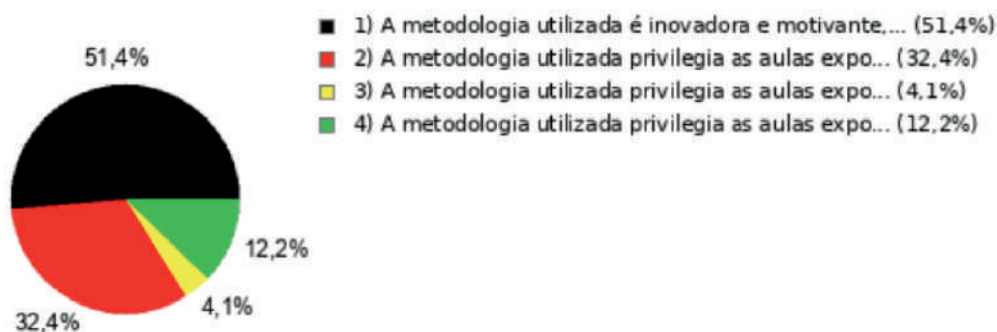 1) A metodologia utilizada é inovadora e motivante,... (51,4%)
2) A metodologia utilizada privilegia as aulas expo... (32,4%)
3) A metodologia utilizada privilegia as aulas expo... (4,1%)
4) A metodologia utilizada privilegia as aulas expo... (12,2%)
51,4%
12,2%
4,1%
32,4%